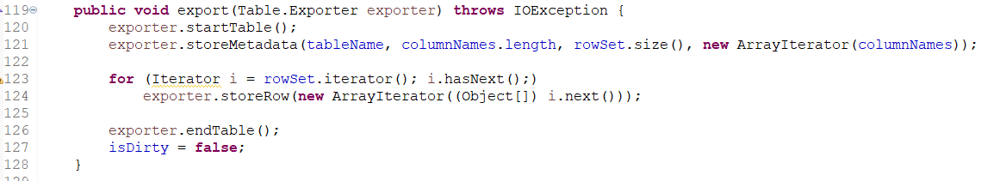 119 public void export(Table.Exporter exporter) throws IOException {
120 exporter.startTable();
121 exporter.storeMetadata(tableName, columnNames.length, rowSet.size(), new ArrayIterator(columnNames));
122
123 for (Iterator i = rowSet.iterator(); i.hasNext();)
124 exporter.storeRow(new ArrayIterator((Object[]) i.next()));
125
126 exporter.endTable();
127 isDirty = false;
128 }